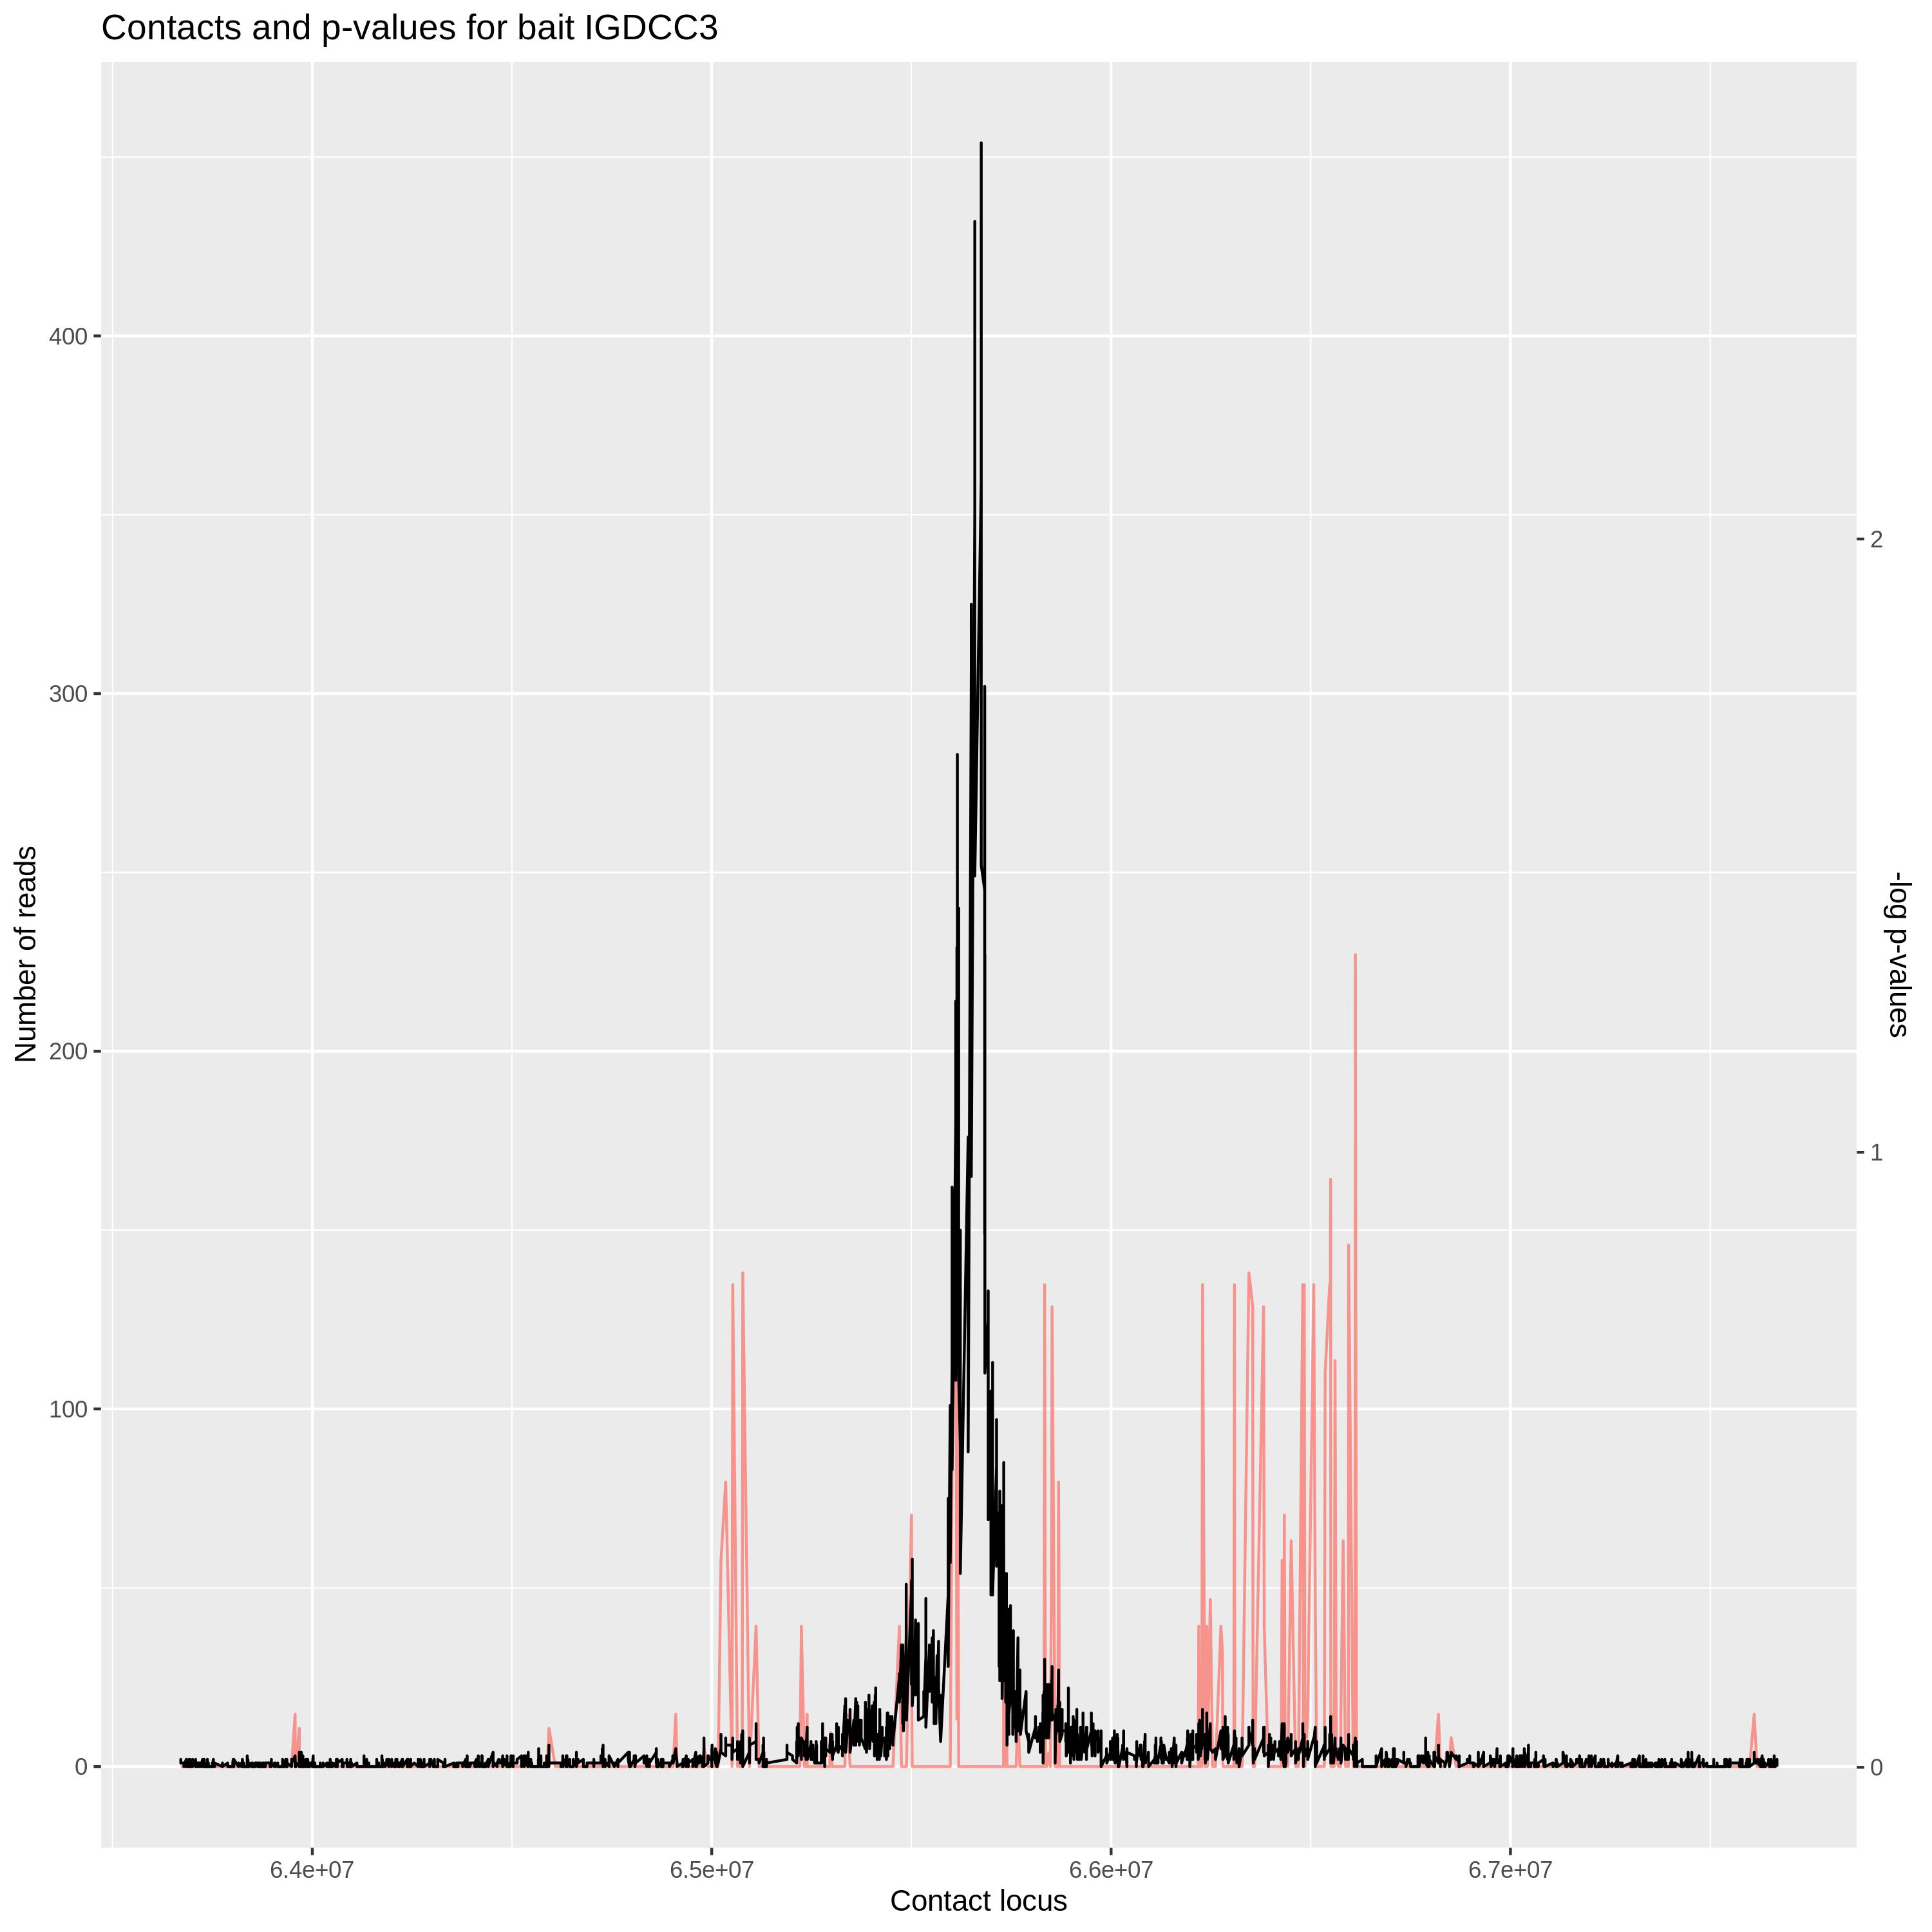 Contacts and p-values for bait IGDCC3
400
300
200
100
0
Number of reads
2
1
0
-log p-values
6.4e+07 6.5e+07 6.6e+07 6.7e+07
Contact locus